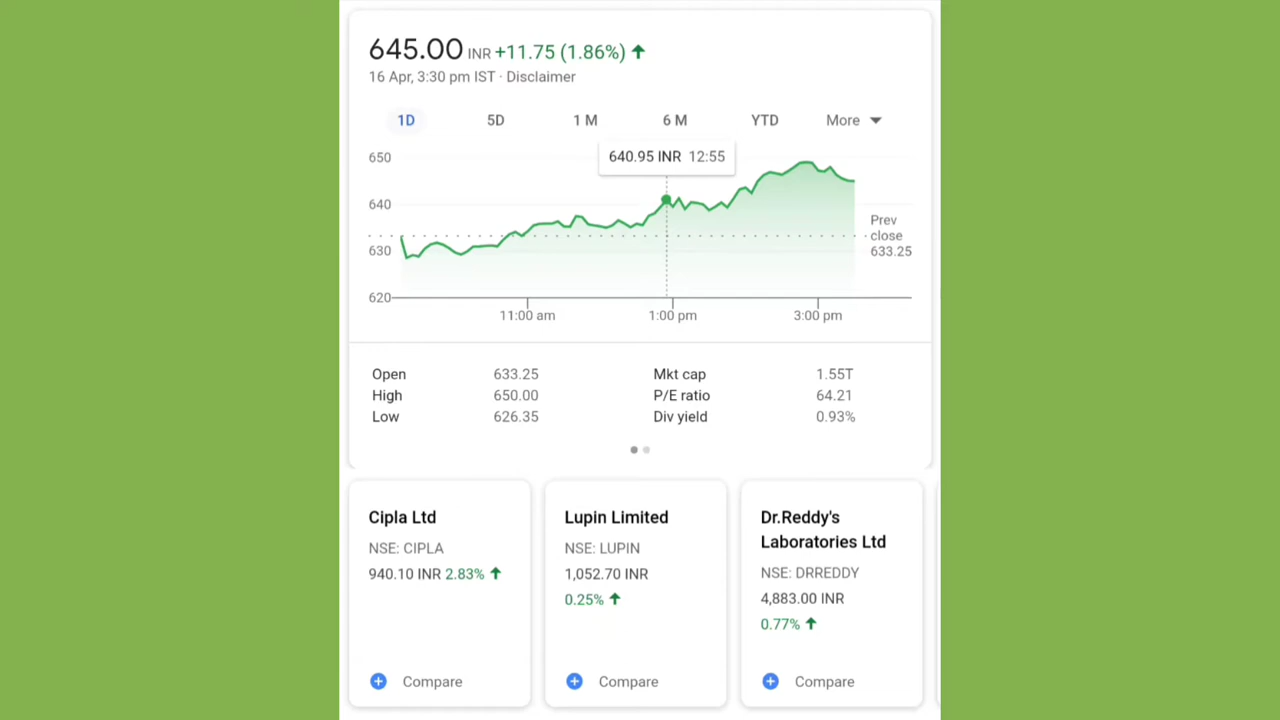 645.00 INR +11.75 (1.86%)
16 Apr, 3:30 pm IST · Disclaimer
1D 5D 1 M 6 M YTD More
640.95 INR 12:55
650
640
630
620
Prev
close
633.25
11:00 am 1:00 pm 3:00 pm
Open 633.25 Mkt cap 1.55T
High 650.00 P/E ratio 64.21
Low 626.35 Div yield 0.93%
Cipla Ltd
NSE: CIPLA
940.10 INR 2.83%
Compare
Lupin Limited
NSE: LUPIN
1,052.70 INR
0.25%
Compare
Dr.Reddy's
Laboratories Ltd
NSE: DRREDDY
4,883.00 INR
0.77%
Compare